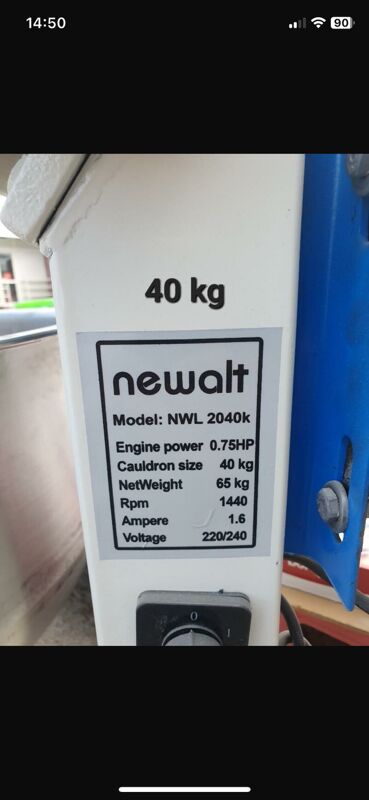 14:50
90
40 kg
newalt
Model: NWL 2040k
Engine power 0.75HP
Cauldron size 40 kg
NetWeight 65 kg
Rpm 1440
Ampere 1.6
Voltage 220/240
0
1